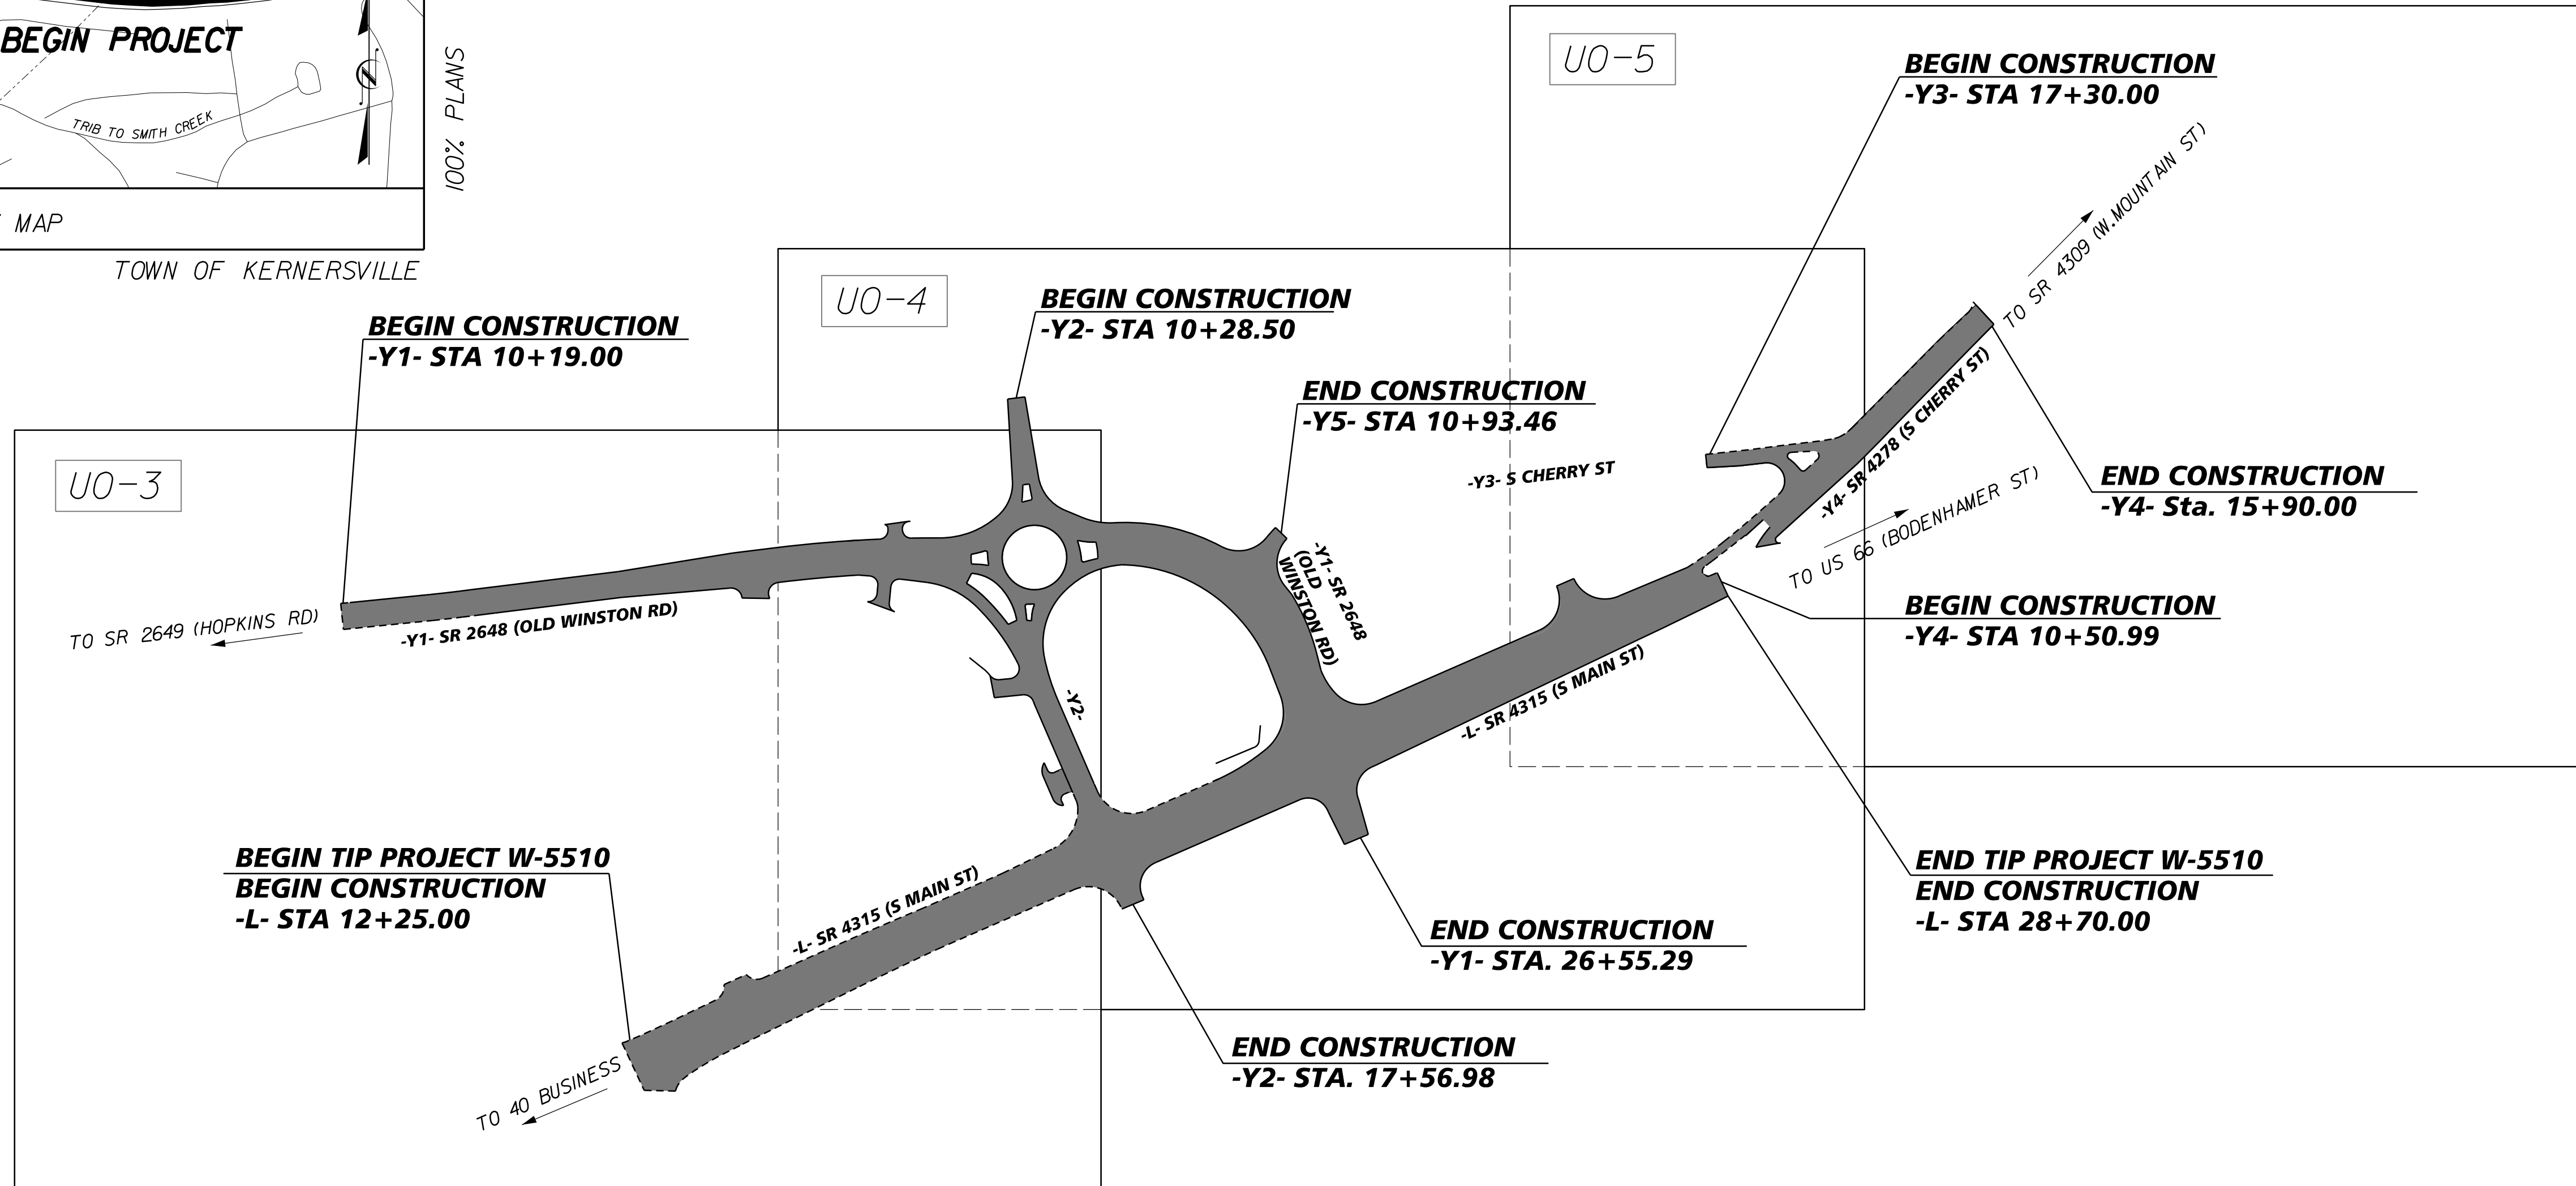 BEGIN PROJECT
TRIB TO SMITH CREEK
MAP
100% PLANS
TOWN OF KERNERSVILLE
UO-5
BEGIN CONSTRUCTION
-Y3- STA 17+30.00
TO SR 4309 (W.MOUNTAIN ST)
UO-4
BEGIN CONSTRUCTION
-Y2- STA 10+28.50
BEGIN CONSTRUCTION
-Y1- STA 10+19.00
END CONSTRUCTION
-Y5- STA 10+93.46
-Y3- S CHERRY ST
-Y4- SR 4278 (S CHERRY ST)
END CONSTRUCTION
-Y4- Sta. 15+90.00
TO US 66 (BODENHAMER ST)
UO-3
TO SR 2649 (HOPKINS RD)
-Y1- SR 2648 (OLD WINSTON RD)
-Y1- SR 2648
(OLD
WINSTON RD)
BEGIN CONSTRUCTION
-Y4- STA 10+50.99
-Y2-
-L- SR 4315 (S MAIN ST)
BEGIN TIP PROJECT W-5510
BEGIN CONSTRUCTION
-L- STA 12+25.00
-L- SR 4315 (S MAIN ST)
END TIP PROJECT W-5510
END CONSTRUCTION
-L- STA 28+70.00
END CONSTRUCTION
-Y1- STA. 26+55.29
END CONSTRUCTION
-Y2- STA. 17+56.98
TO 40 BUSINESS